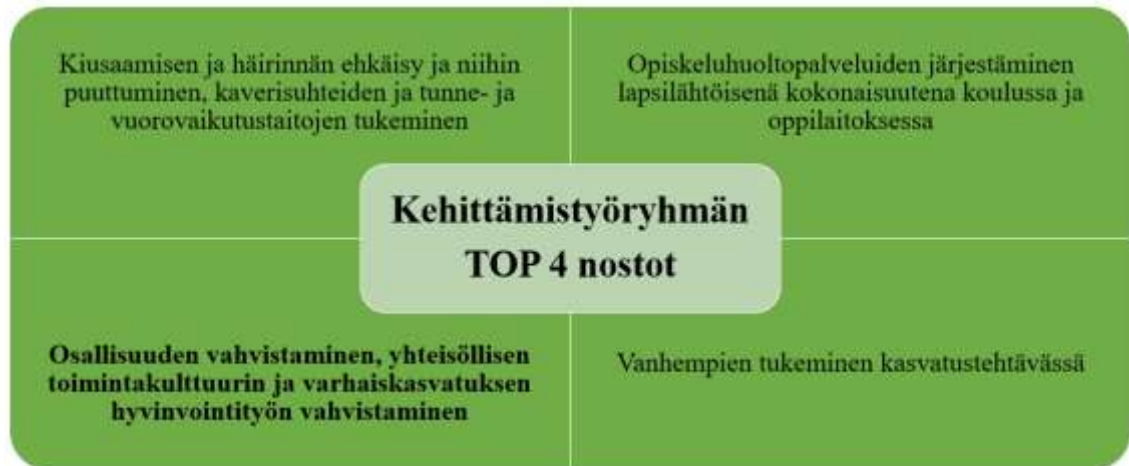 Kiusaamisen ja häirinnän ehkäisy ja niihin
puuttuminen, kaverisuhteiden ja tunne- ja
vuorovaikutustaitojen tukeminen
Opiskeluhuoltopalveluiden järjestäminen
lapsilähtöisenä kokonaisuutena koulussa ja
oppilaitoksessa
Kehittämistyöryhmän
TOP 4 nostot
Osallisuuden vahvistaminen, yhteisöllisen
toimintakulttuurin ja varhaiskasvatuksen
hyvinvointityön vahvistaminen
Vanhempien tukeminen kasvatustehtävässä